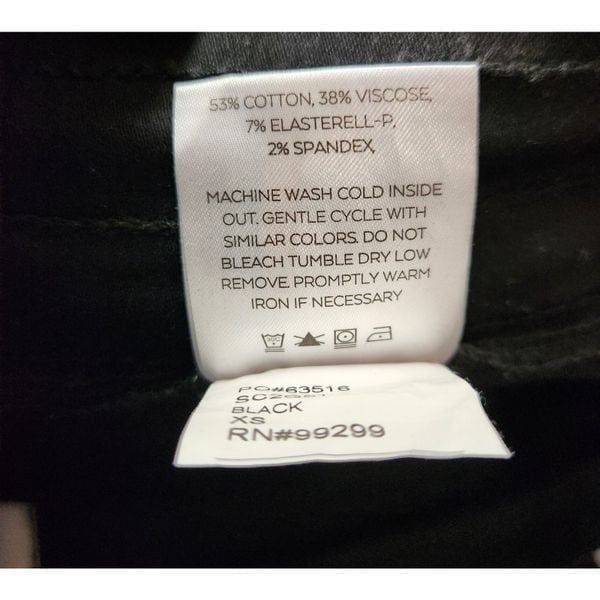 53% COTTON, 38% VISCOSE,
7% ELASTERELL-P,
2% SPANDEX,
MACHINE WASH COLD INSIDE
OUT. GENTLE CYCLE WITH
SIMILAR COLORS. DO NOT
BLEACH TUMBLE DRY LOW
REMOVE PROMPTLY WARM
IRON IF NECESSARY
30C
PO#63516
BLACK
XS
RN#99299